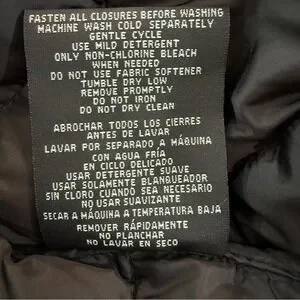 FASTEN ALL CLOSURES BEFORE WASHING
MACHINE WASH COLD SEPARATELY
GENTLE CYCLE
USE MILD DETERGENT
ONLY NON-CHLORINE BLEACH
WHEN NEEDED
DO NOT USE FABRIC SOFTENER
TUMBLE DRY LOW
REMOVE PROMPTLY
DO NOT IRON
DO NOT DRY CLEAN
ABROCHAR TODOS LOS CIERRES
ANTES DE LAVAR
LAVAR POR SEPARADO A MÁQUINA
CON AGUA FRÍA
EN CICLO DELICADO
USAR DETERGENTE SUAVE
USAR SOLAMENTE BLANQUEADOR
SIN CLORO CUANDO SEA NECESARIO
NO USAR SUAVIZANTE
SECAR A MÁQUINA A TEMPERATURA BAJA
REMOVER RÁPIDAMENTE
NO PLANCHAR
NO LAVAR EN SECO